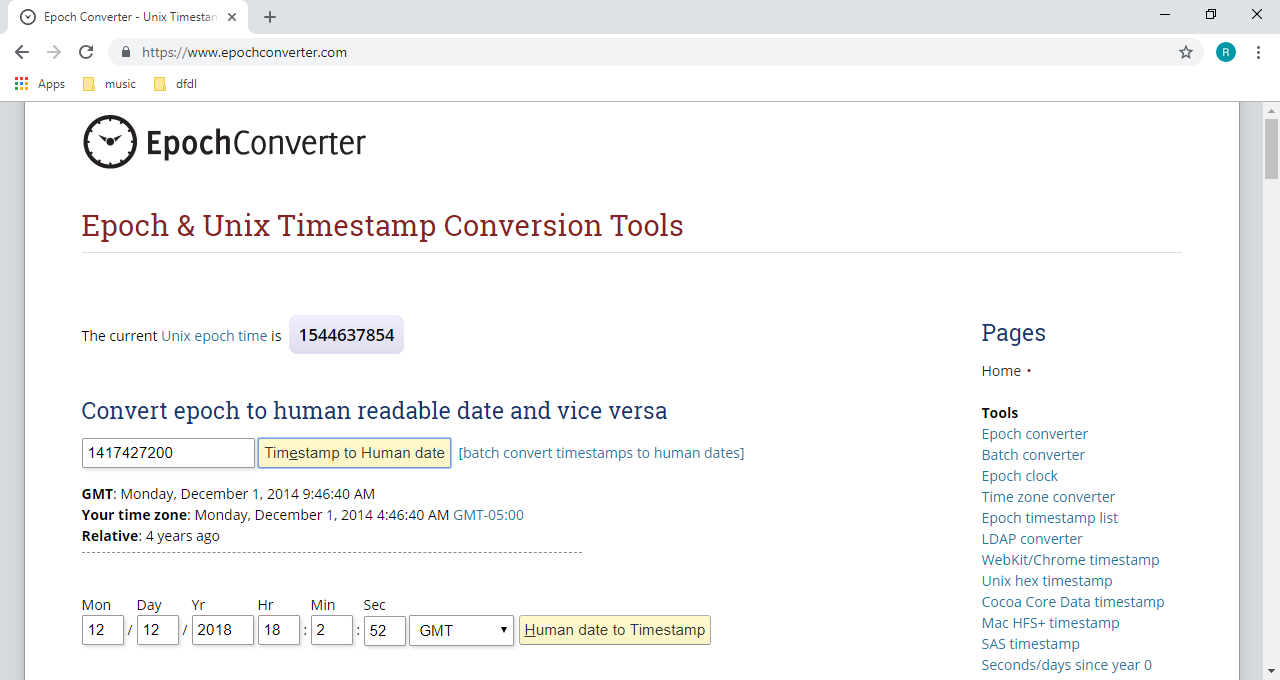 Epoch Converter - Unix Timestam
https://www.epochconverter.com
R
Apps music dfdl
EpochConverter
Epoch & Unix Timestamp Conversion Tools
The current Unix epoch time is 1544637854
Convert epoch to human readable date and vice versa
1417427200 Timestamp to Human date [batch convert timestamps to human dates]
GMT: Monday, December 1, 2014 9:46:40 AM
Your time zone: Monday, December 1, 2014 4:46:40 AM GMT-05:00
Relative: 4 years ago
Mon Day Yr Hr Min Sec
12 / 12 / 2018 18 : 2 : 52 GMT Human date to Timestamp
Pages
Home •
Tools
Epoch converter
Batch converter
Epoch clock
Time zone converter
Epoch timestamp list
LDAP converter
WebKit/Chrome timestamp
Unix hex timestamp
Cocoa Core Data timestamp
Mac HFS+ timestamp
SAS timestamp
Seconds/days since year 0